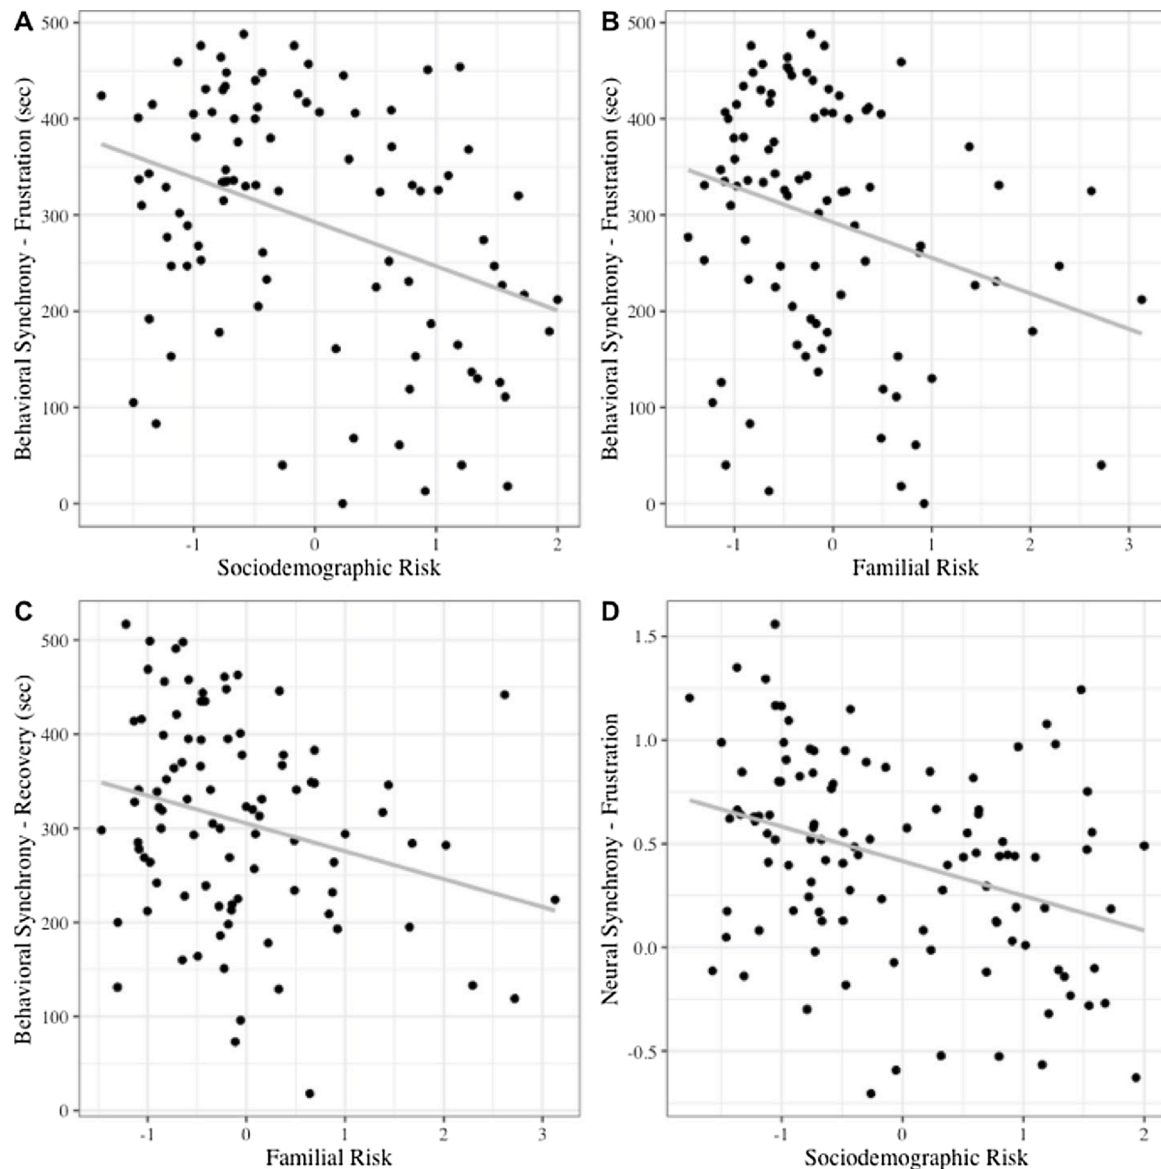 A
Behavioral Synchrony - Frustration (sec)
500
400
300
200
100
0
-1 0 1 2
Sociodemographic Risk
B
Behavioral Synchrony - Frustration (sec)
500
400
300
200
100
0
-1 0 1 2 3
Familial Risk
C
Behavioral Synchrony - Recovery (sec)
500
400
300
200
100
0
-1 0 1 2 3
Familial Risk
D
Neural Synchrony - Frustration
1.5
1.0
0.5
0.0
-0.5
-1 0 1 2
Sociodemographic Risk